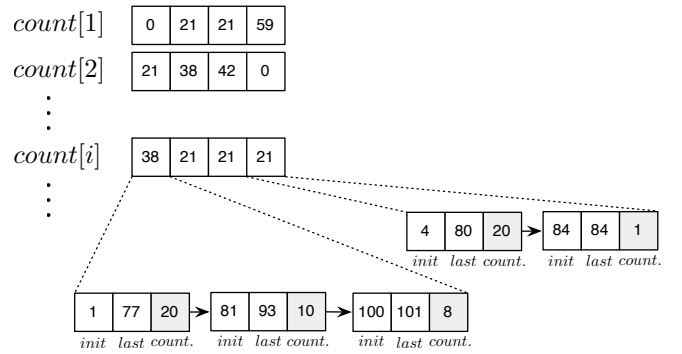 count[1] 0 21 21 59
count[2] 21 38 42 0
count[i] 38 21 21 21
4 80 20 84 84 1
init last count. init last count.
1 77 20 81 93 10 100 101 8
init last count. init last count. init last count.